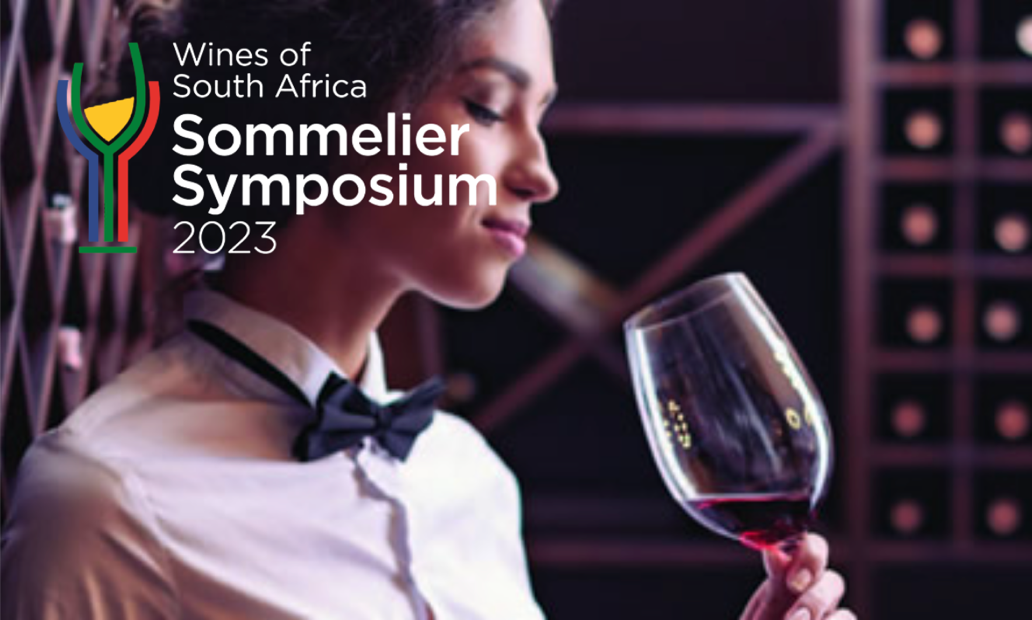 Wines of
South Africa
Sommelier
Symposium
2023